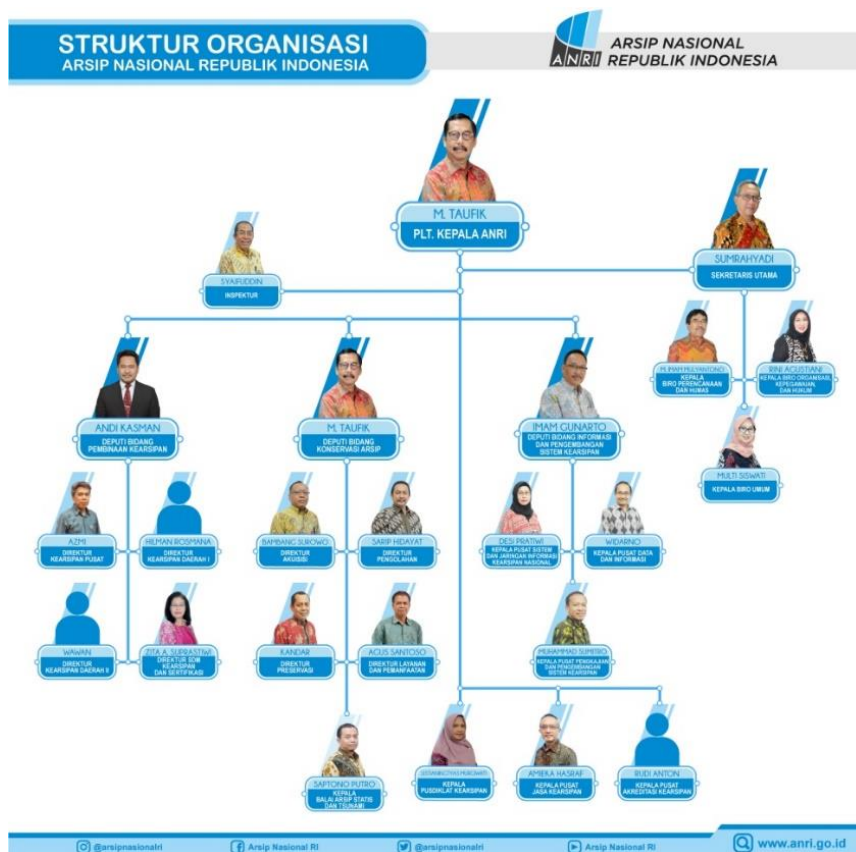 STRUKTUR ORGANISASI
ARSIP NASIONAL REPUBLIK INDONESIA
ANRI
ARSIP NASIONAL
REPUBLIK INDONESIA
M. TAUFIK
PLT. KEPALA ANRI
SYAIFUDDIN
INSPEKTUR
SUMRAHYADI
SEKRETARIS UTAMA
M. IMAM MULYANTONO
KEPALA
BIRO PERENCANAAN
DAN HUMAS
RINI AGUSTIANI
KEPALA BIRO ORGANISASI,
KEPEGAWAIAN,
DAN HUKUM
MULTI SISWATI
KEPALA BIRO UMUM
ANDI KASMAN
DEPUTI BIDANG
PEMBINAAN KEARSIPAN
M. TAUFIK
DEPUTI BIDANG
KONSERVASI ARSIP
IMAM GUNARTO
DEPUTI BIDANG INFORMASI
DAN PENGEMBANGAN
SISTEM KEARSIPAN
AZMI
DIREKTUR
KEARSIPAN PUSAT
HILMAN ROSMANA
DIREKTUR
KEARSIPAN DAERAH I
BAMBANG SUROWO
DIREKTUR
AKUISISI
SARIP HIDAYAT
DIREKTUR
PENGOLAHAN
DESI PRATIWI
KEPALA PUSAT SISTEM
DAN JARINGAN INFORMASI
KEARSIPAN NASIONAL
WIDARNO
KEPALA PUSAT DATA
DAN INFORMASI
WAWAN
DIREKTUR
KEARSIPAN DAERAH II
ZITA A. SUPRASTIWI
DIREKTUR SDM
KEARSIPAN
DAN SERTIFIKASI
KANDAR
DIREKTUR
PRESERVASI
AGUS SANTOSO
DIREKTUR LAYANAN
DAN PEMANFAATAN
MUHAMMAD SUMITRO
KEPALA PUSAT PENGKAJIAN
DAN PENGEMBANGAN
SISTEM KEARSIPAN
SAPTONO PUTRO
KEPALA
BALAI ARSIP STATIS
DAN TSUNAMI
KEPALA
PUSDIKLAT KEARSIPAN
AMIEKA HASRAF
KEPALA PUSAT
JASA KEARSIPAN
RUDI ANTON
KEPALA PUSAT
AKREDITASI KEARSIPAN
@arsipnasionalri
Arsip Nasional RI
@arsipnasionalri
Arsip Nasional RI
www.anri.go.id